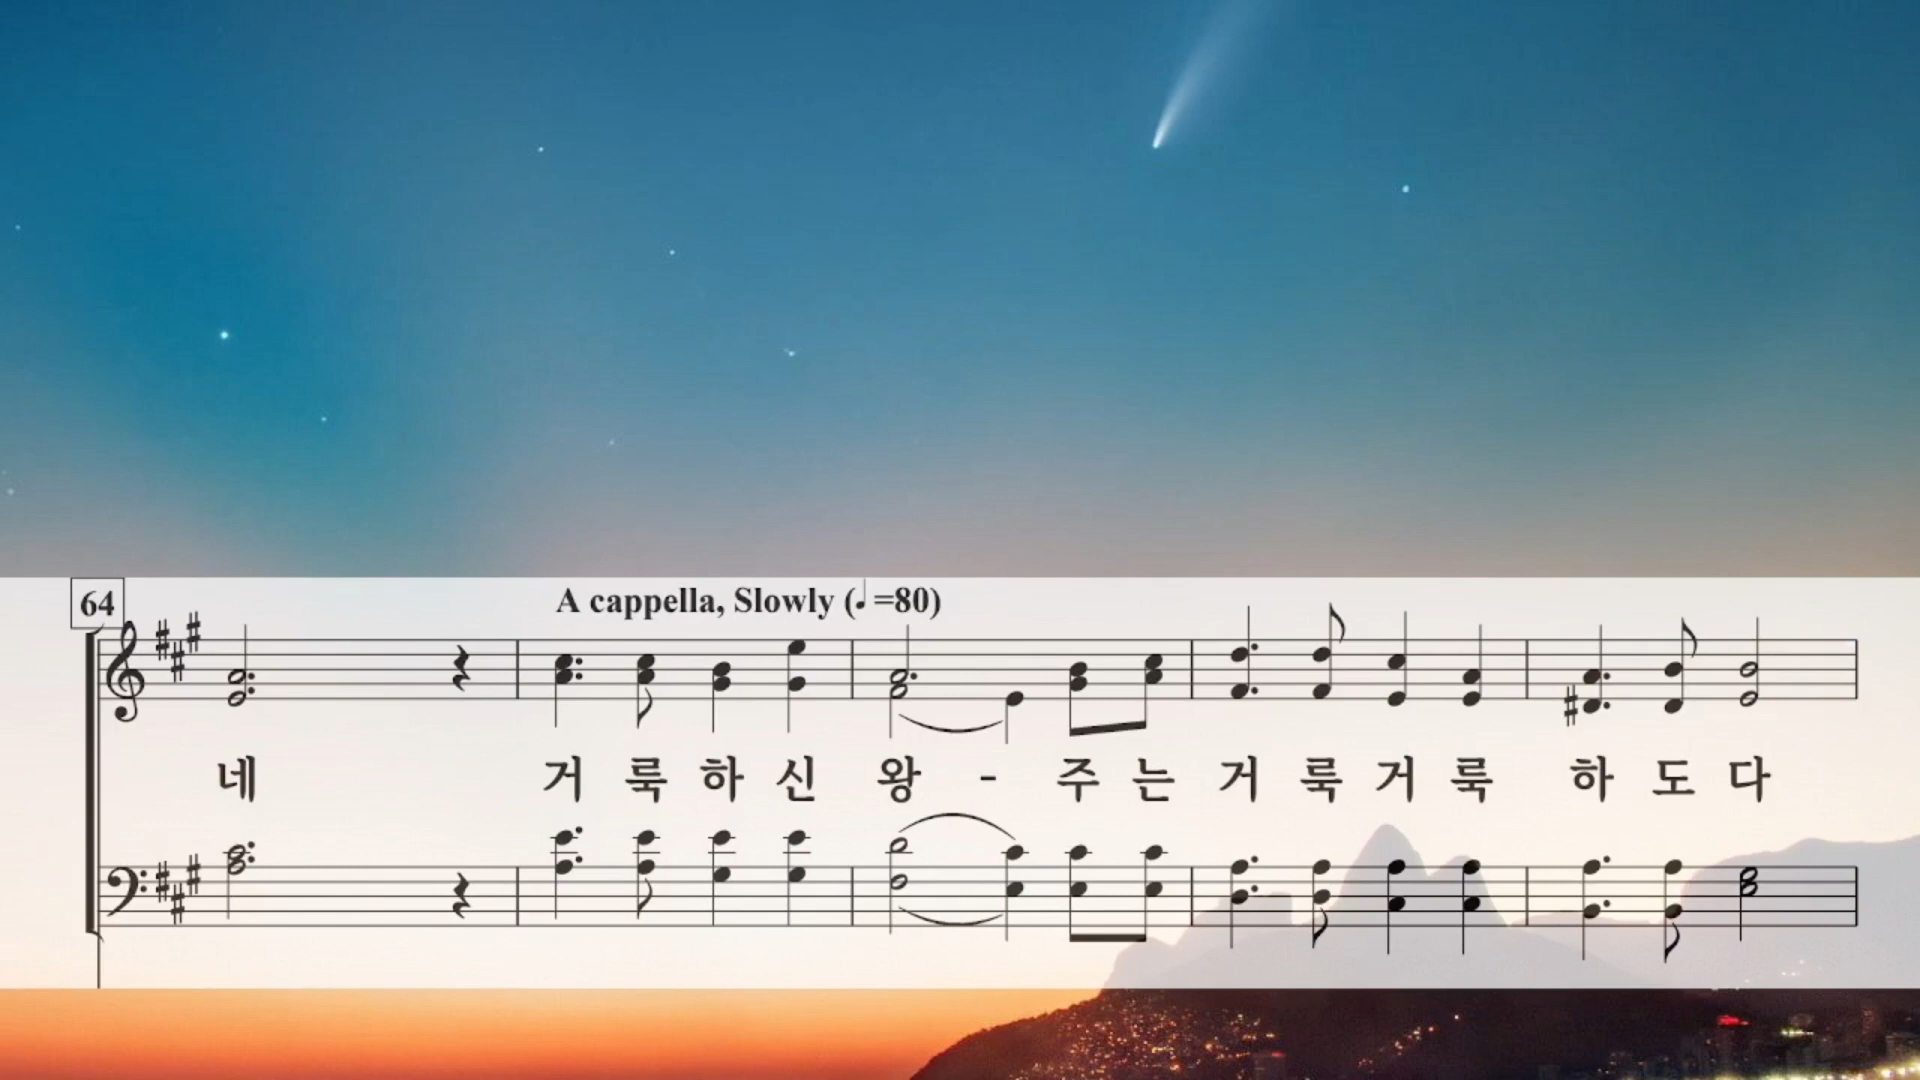 64
A cappella, Slowly (♩=80)
네 거 룩 하 신 왕 - 주 는 거 룩 거 룩 하 도 다